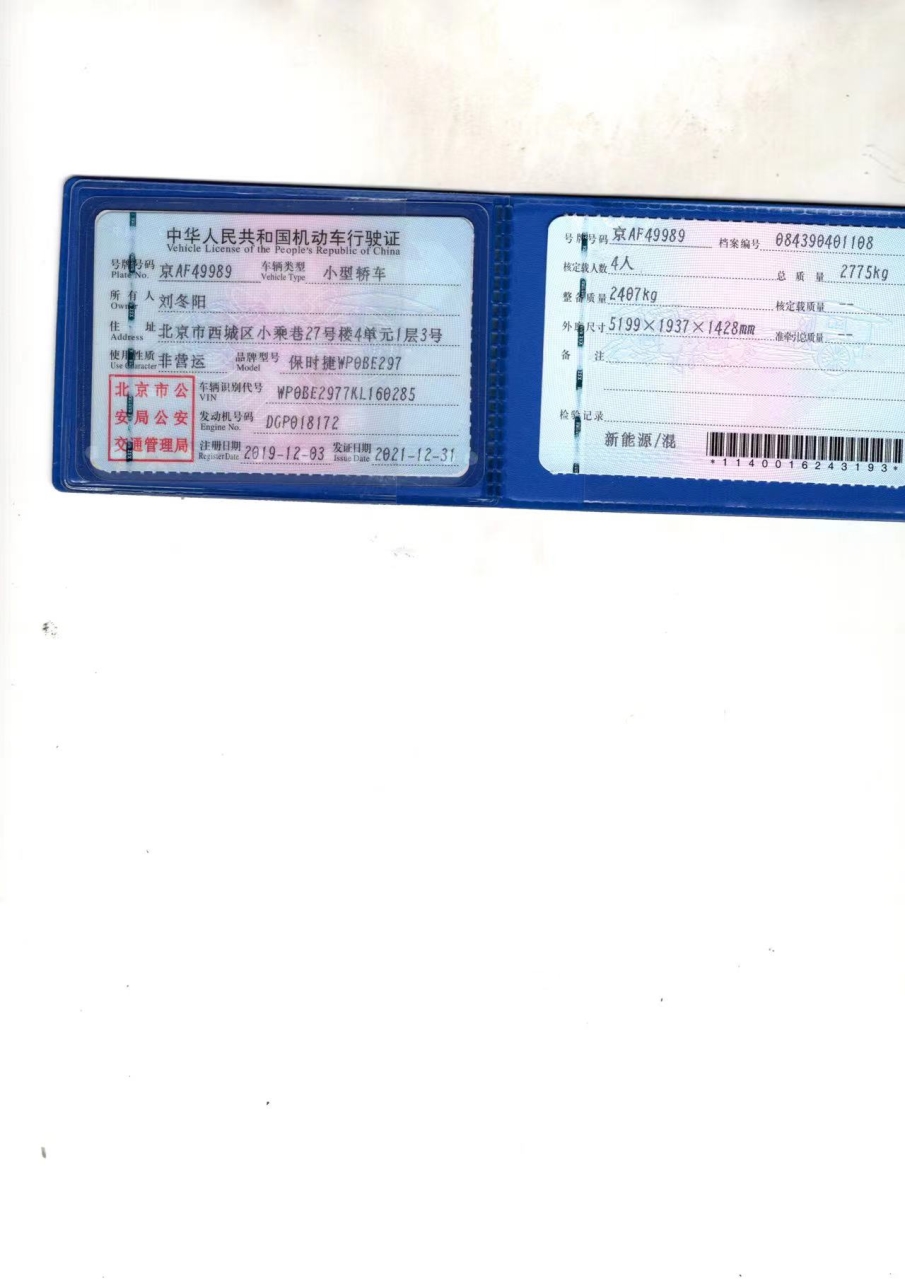 中华人民共和国机动车行驶证
Vehicle License of the People's Republic of China
号牌号码 京AF49989 车辆类型 小型轿车
Plate No. Vehicle Type
所有人 刘冬阳
Owner
住址 北京市西城区小乘巷27号楼4单元1层3号
Address
使用性质 非营运 品牌型号 保时捷WP0BE297
Use Character Model
北京市公安局公安交通管理局
车辆识别代号 WP0BE2977KL160285
VIN
发动机号码 DGP018172
Engine No.
注册日期 2019-12-03 发证日期 2021-12-31
Register Date Issue Date
号牌号码 京AF49989 档案编号 084390401108
核定载人数 4人 总质量 2775kg
整备质量 2407kg 核定载质量 --
外廓尺寸 5199×1937×1428mm 准牵引总质量 --
备注
检验记录
新能源/混
*1140016243193*